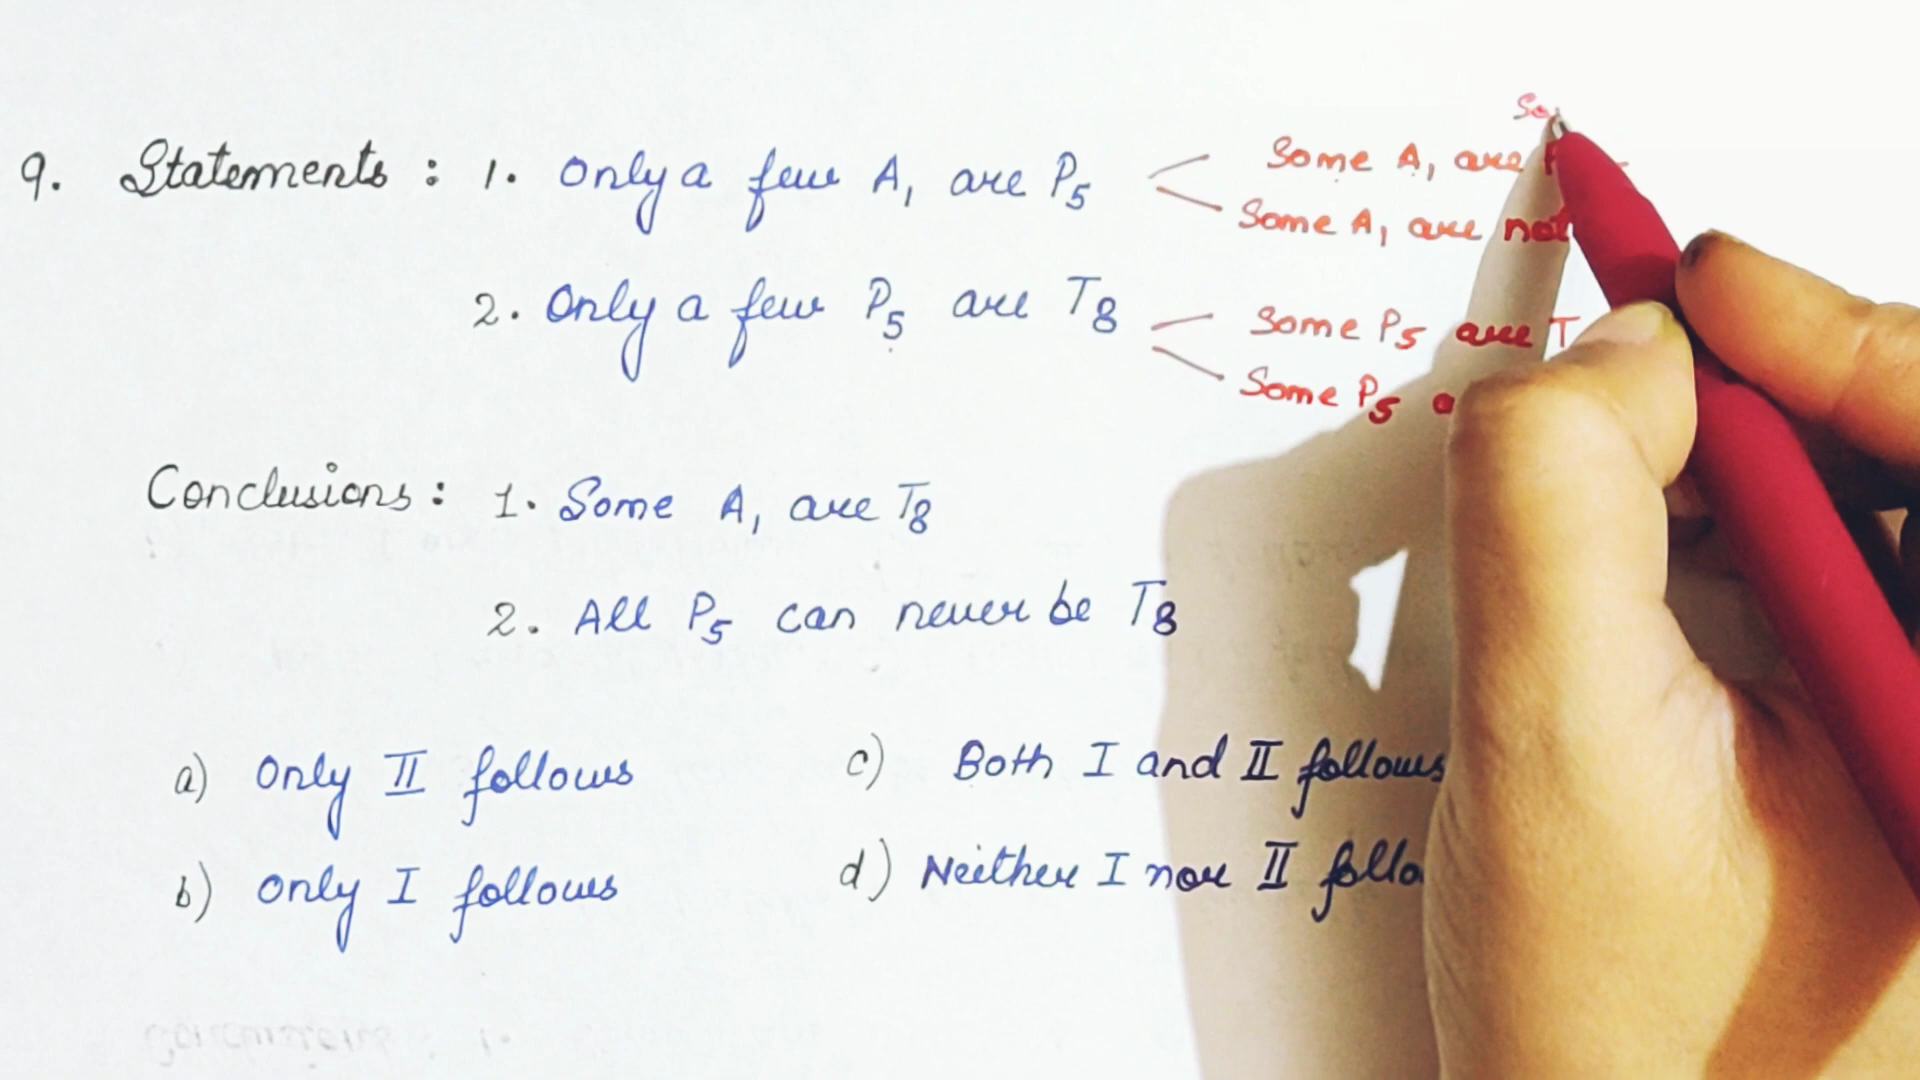 So
9. Statements : 1. Only a few A1 are P5 Some A1 are
Some A1 are not
2. Only a few P5 are T8 Some P5 are T
Some P5
Conclusions : 1. Some A1 are T8
2. All P5 can never be T8
a) Only II follows c) Both I and II follows
b) Only I follows d) Neither I nor II follo